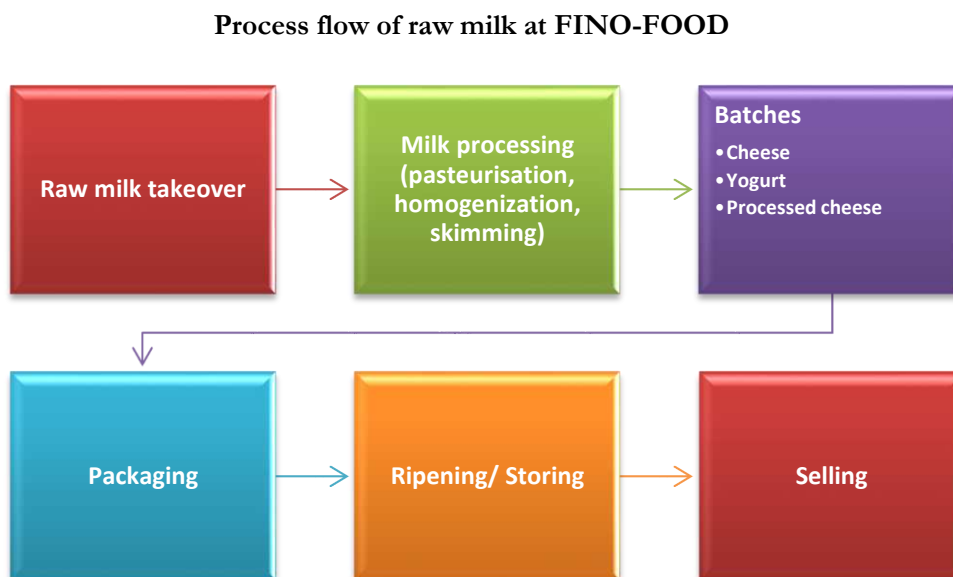 Process flow of raw milk at FINO-FOOD
Raw milk takeover
Milk processing
(pasteurisation,
homogenization,
skimming)
Batches
•Cheese
•Yogurt
•Processed cheese
Packaging
Ripening/ Storing
Selling